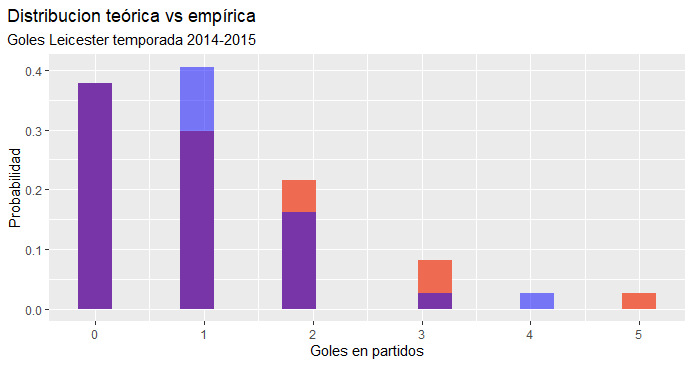 Distribucion teórica vs empírica
Goles Leicester temporada 2014-2015
Probabilidad
0.4
0.3
0.2
0.1
0.0
0 1 2 3 4 5
Goles en partidos